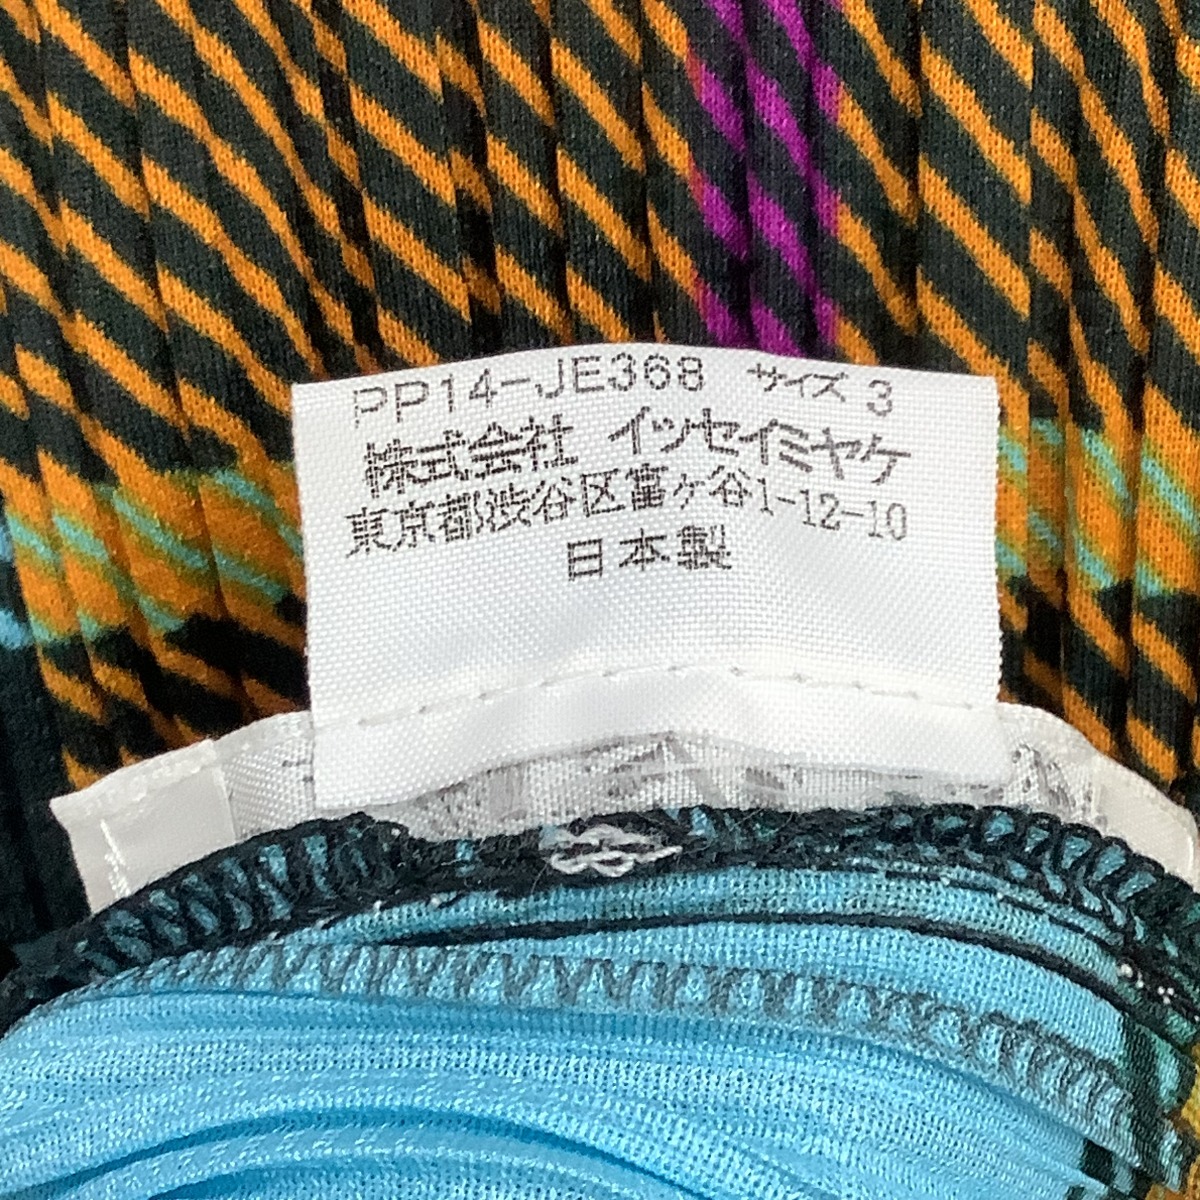 PP14-JE368 サイズ 3
株式会社 イッセイミヤケ
東京都渋谷区富ヶ谷1-12-10
日本製